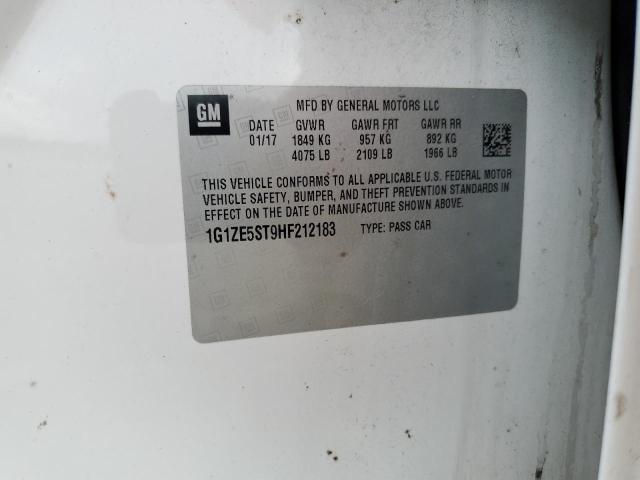 GM
MFD BY GENERAL MOTORS LLC
DATE GVWR GAWR FRT GAWR RR
01/17 1849 KG 957 KG 892 KG
4075 LB 2109 LB 1966 LB
THIS VEHICLE CONFORMS TO ALL APPLICABLE U.S. FEDERAL MOTOR
VEHICLE SAFETY, BUMPER, AND THEFT PREVENTION STANDARDS IN
EFFECT ON THE DATE OF MANUFACTURE SHOWN ABOVE.
1G1ZE5ST9HF212183 TYPE: PASS CAR